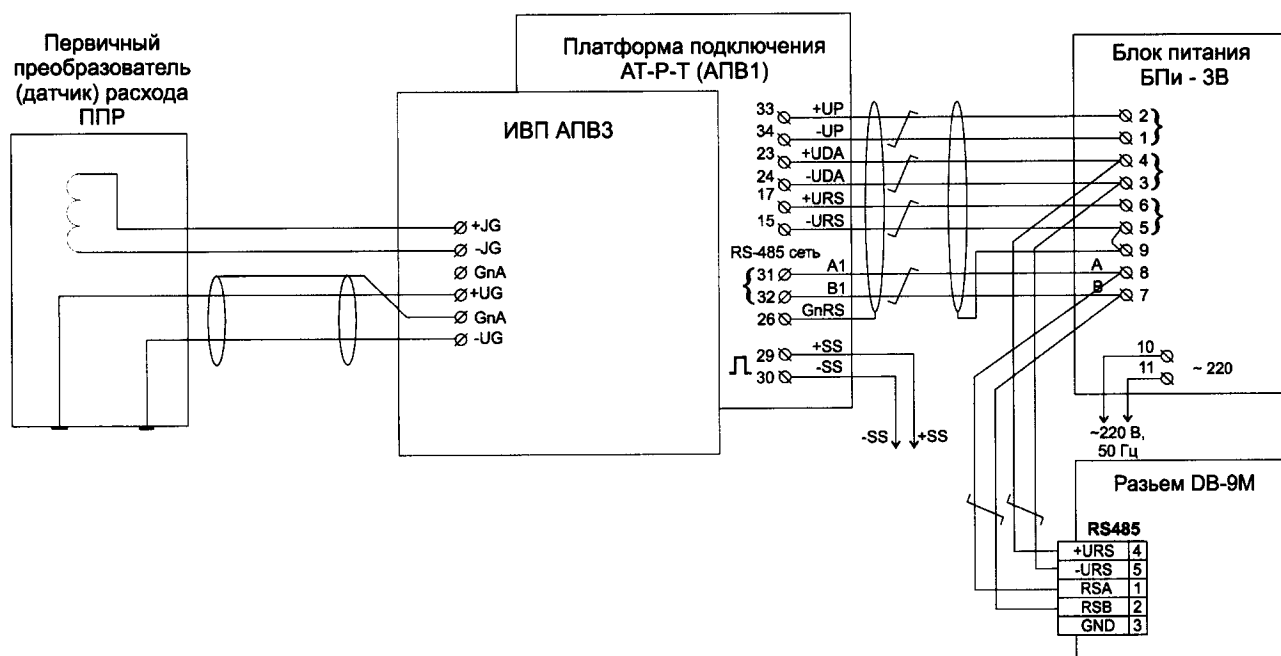 Первичный
преобразователь
(датчик) расхода
ППР
ИВП АПВ3
+JG
-JG
GnA
+UG
GnA
-UG
Платформа подключения
АТ-Р-Т (АПВ1)
33 +UP
34 -UP
23 +UDA
24 -UDA
17 +URS
15 -URS
RS-485 сеть
31 A1
32 B1
26 GnRS
29 +SS
30 -SS
-SS +SS
Блок питания
БПи - 3В
2
1
4
3
6
5
9
A 8
B 7
10
11 ~ 220
~220 В,
50 Гц
Разьем DB-9M
RS485
+URS 4
-URS 5
RSA 1
RSB 2
GND 3